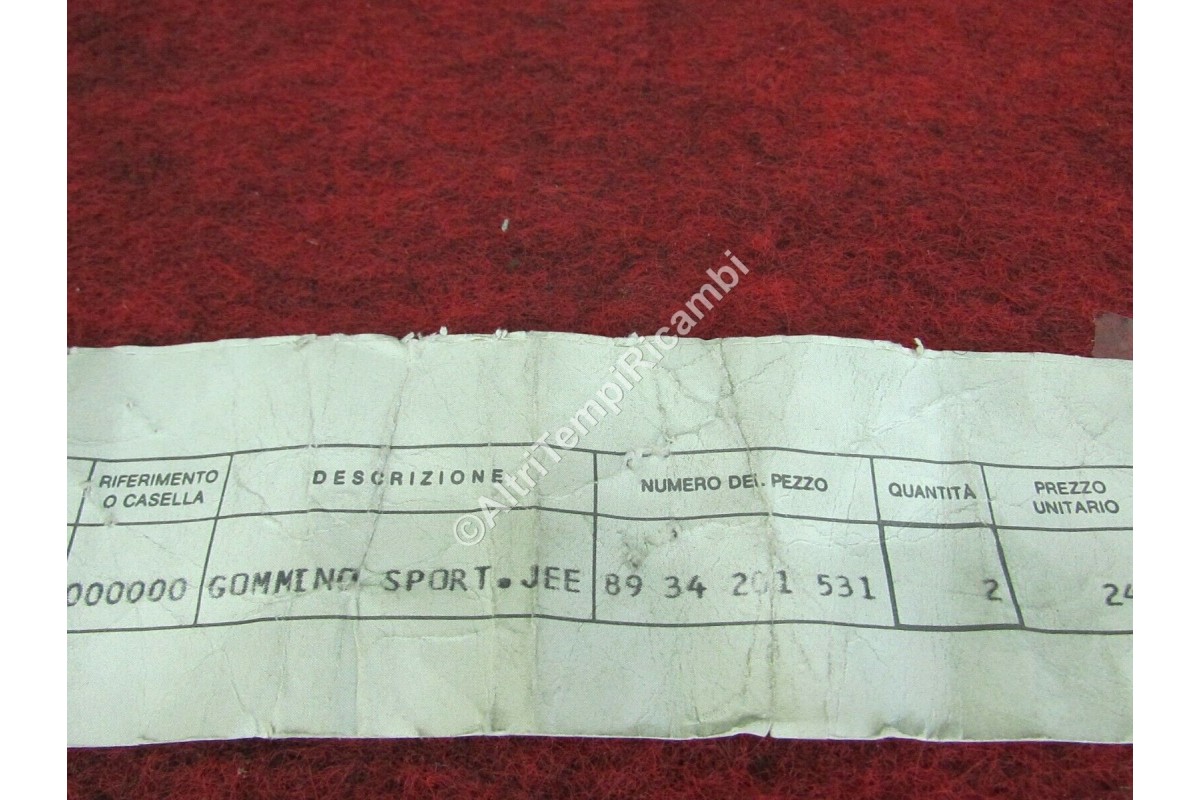 RIFERIMENTO
O CASELLA
DESCRIZIONE
NUMERO DEL PEZZO
QUANTITÀ
PREZZO
UNITARIO
000000 GOMMINO SPORT.JEE 89 34 201 531 2 24
©AltriTempiRicambi